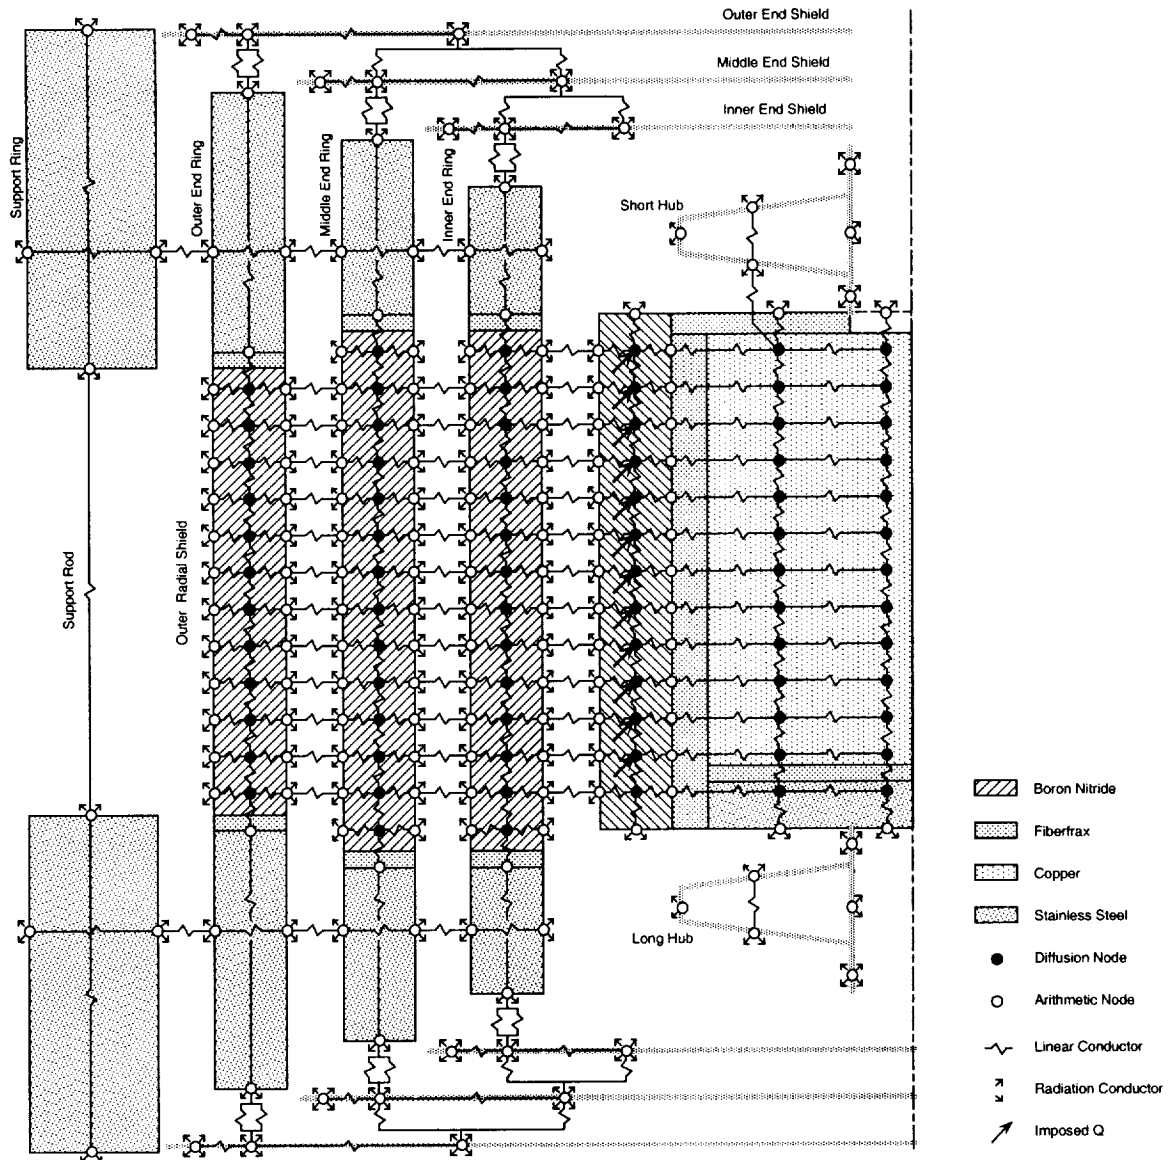 Outer End Shield
Middle End Shield
Inner End Shield
Support Ring
Outer End Ring
Middle End Ring
Inner End Ring
Short Hub
Support Rod
Outer Radial Shield
Long Hub
Boron Nitride
Fiberfrax
Copper
Stainless Steel
Diffusion Node
Arithmetic Node
Linear Conductor
Radiation Conductor
Imposed Q